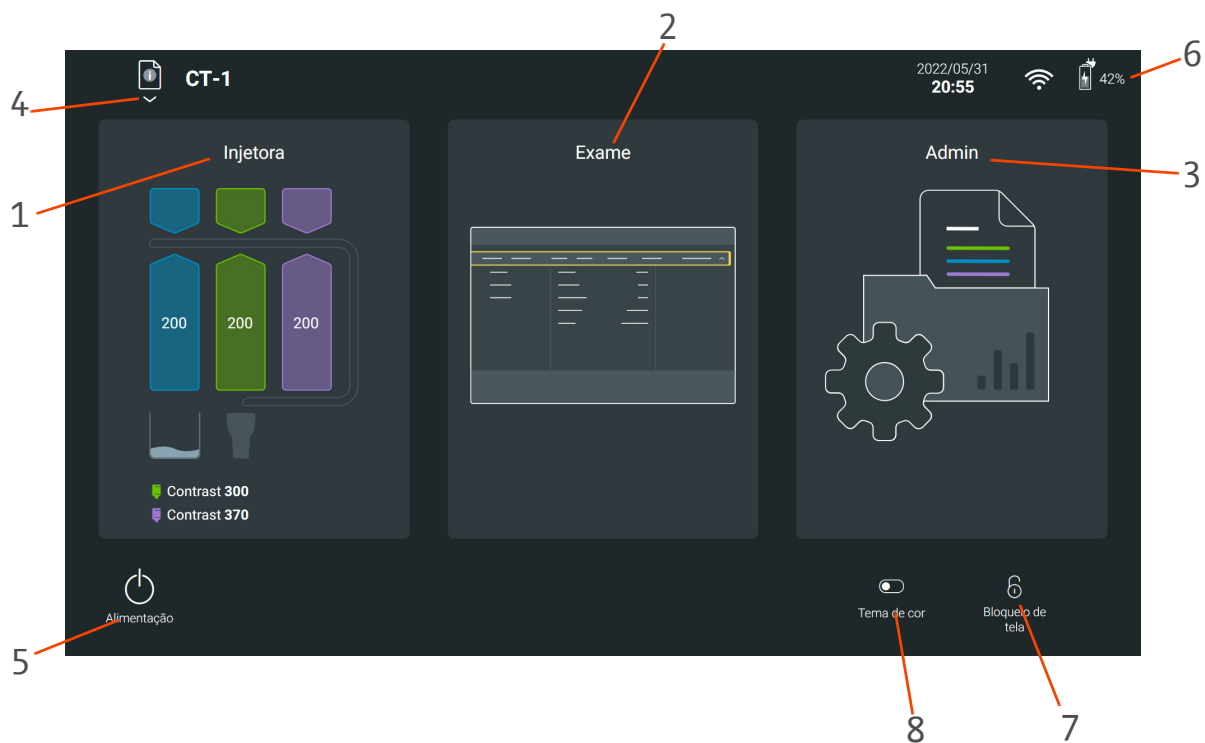 2
6
2022/05/31
CT-1
20:55
42%
4
Injetora
Exame
Admin
3
1
200 200 200
Contrast 300
Contrast 370
Alimentação
Tema de cor
Bloqueio de
tela
5
8
7